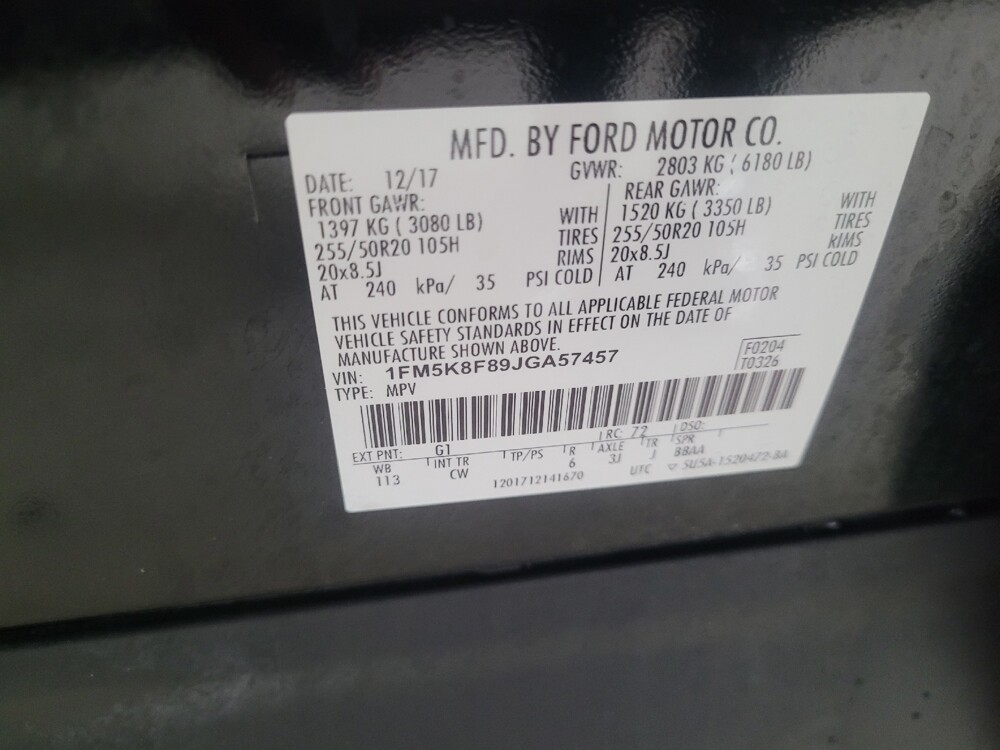 MFD. BY FORD MOTOR CO.
DATE: 12/17 GVWR: 2803 KG ( 6180 LB)
FRONT GAWR: REAR GAWR:
1397 KG ( 3080 LB) WITH 1520 KG ( 3350 LB) WITH
255/50R20 105H TIRES 255/50R20 105H TIRES
20x8.5J RIMS 20x8.5J RIMS
AT 240 kPa/ 35 PSI COLD AT 240 kPa/ 35 PSI COLD
THIS VEHICLE CONFORMS TO ALL APPLICABLE FEDERAL MOTOR
VEHICLE SAFETY STANDARDS IN EFFECT ON THE DATE OF
MANUFACTURE SHOWN ABOVE.
VIN: 1FM5K8F89JGA57457 F0204
TYPE: MPV T0326
EXT PNT: G1 RC: 72 DSO:
WB INT TR TP/PS R AXLE TR SPR
113 CW 6 3J J BBAA
1201712141670 UTC 5U5A-1520472-BA